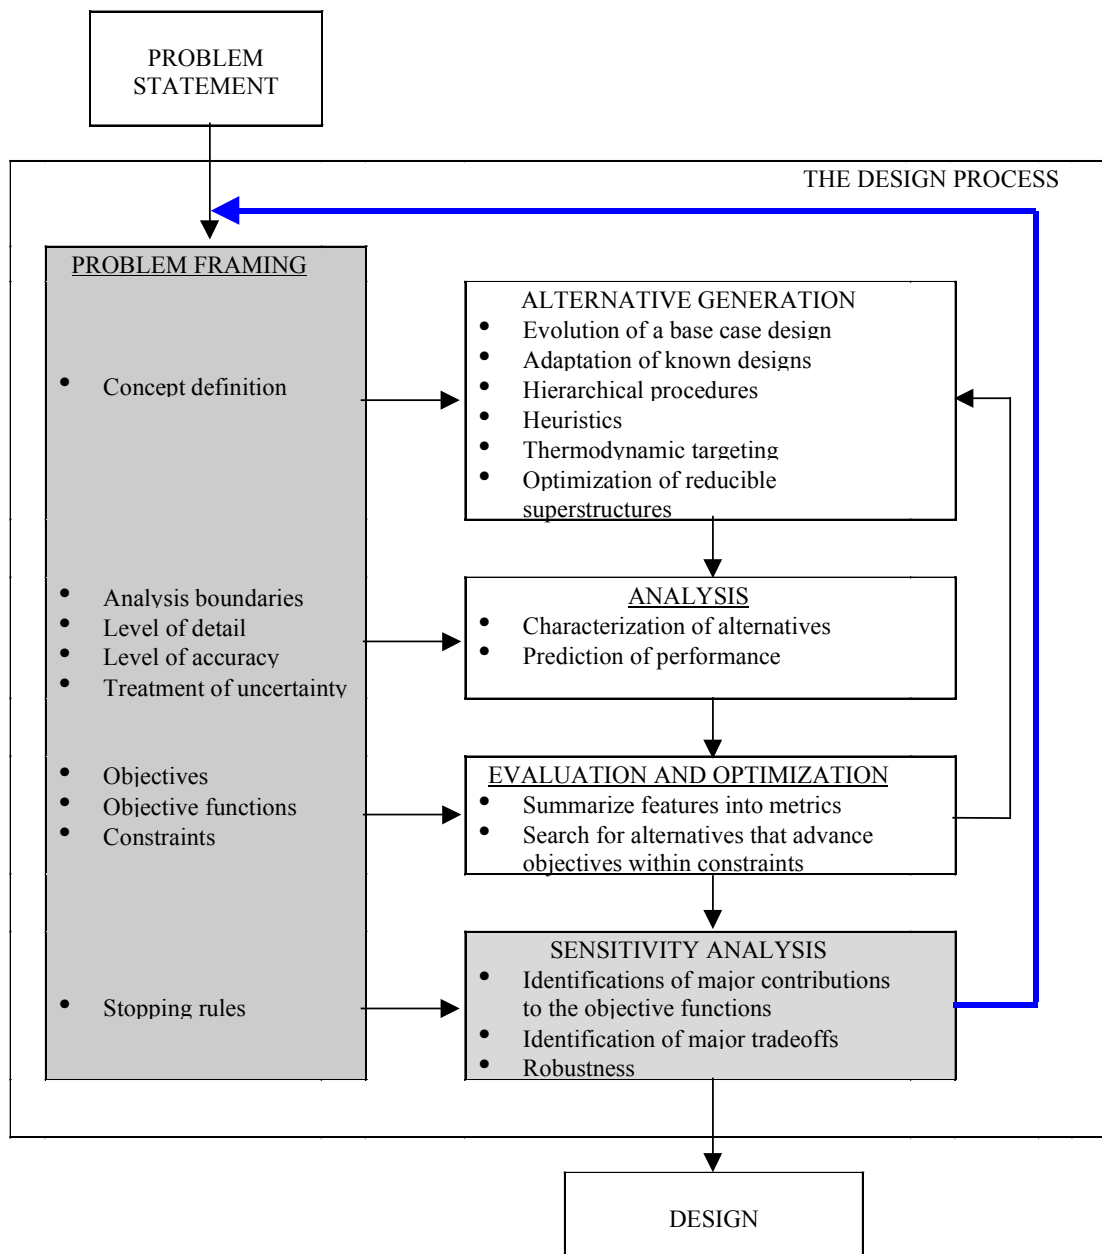 PROBLEM
STATEMENT
THE DESIGN PROCESS
PROBLEM FRAMING
• Concept definition
• Analysis boundaries
• Level of detail
• Level of accuracy
• Treatment of uncertainty
• Objectives
• Objective functions
• Constraints
• Stopping rules
ALTERNATIVE GENERATION
• Evolution of a base case design
• Adaptation of known designs
• Hierarchical procedures
• Heuristics
• Thermodynamic targeting
• Optimization of reducible
superstructures
ANALYSIS
• Characterization of alternatives
• Prediction of performance
EVALUATION AND OPTIMIZATION
• Summarize features into metrics
• Search for alternatives that advance
objectives within constraints
SENSITIVITY ANALYSIS
• Identifications of major contributions
to the objective functions
• Identification of major tradeoffs
• Robustness
DESIGN